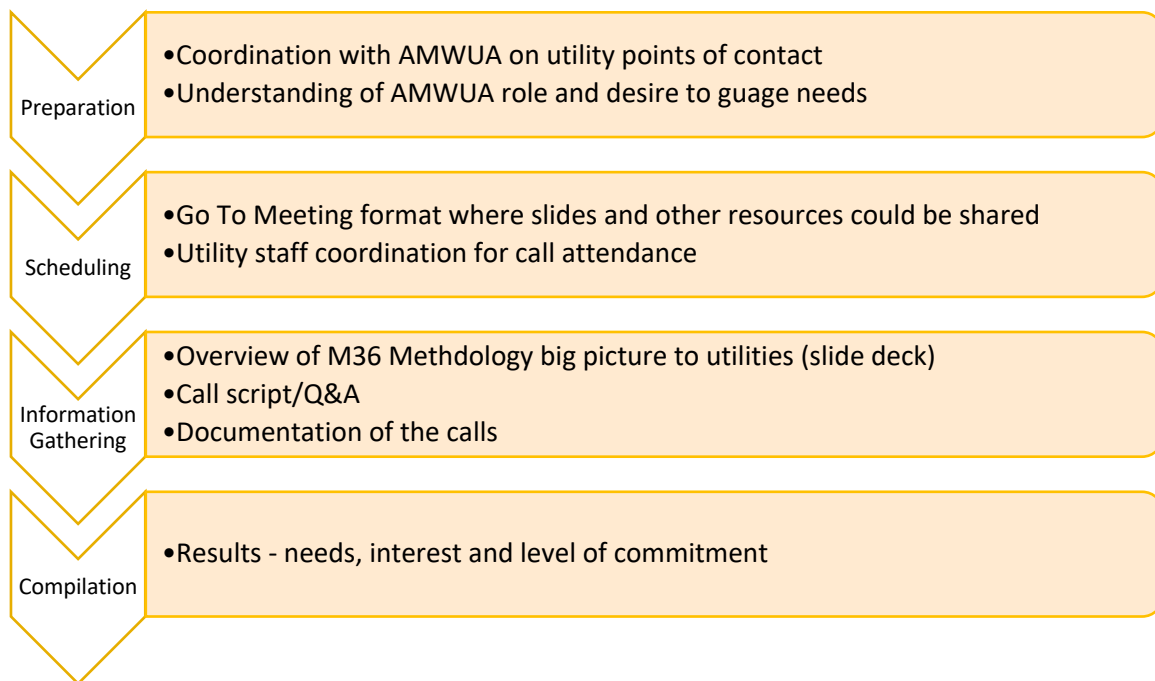 Preparation
•Coordination with AMWUA on utility points of contact
•Understanding of AMWUA role and desire to guage needs
Scheduling
•Go To Meeting format where slides and other resources could be shared
•Utility staff coordination for call attendance
Information
Gathering
•Overview of M36 Methdology big picture to utilities (slide deck)
•Call script/Q&A
•Documentation of the calls
Compilation
•Results - needs, interest and level of commitment